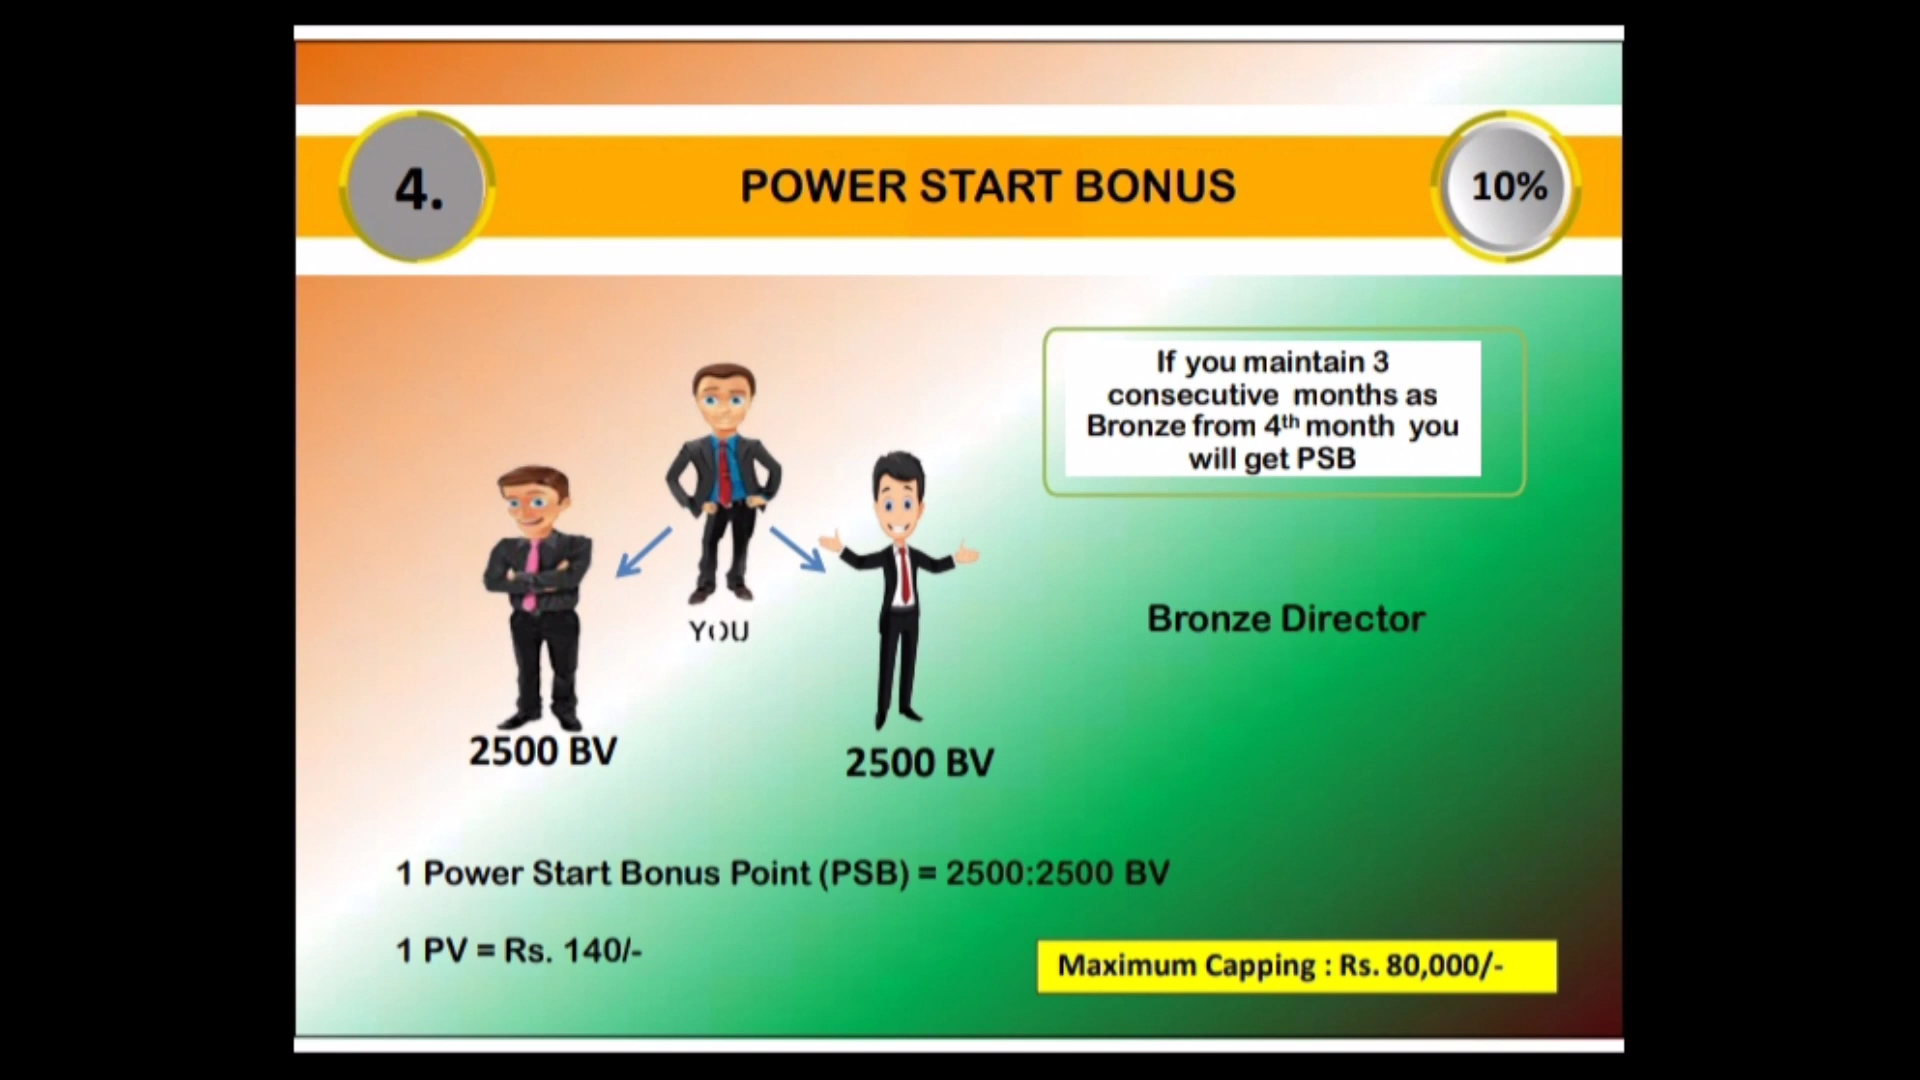 4.
POWER START BONUS
10%
If you maintain 3
consecutive months as
Bronze from 4th month you
will get PSB
YOU
Bronze Director
2500 BV
2500 BV
1 Power Start Bonus Point (PSB) = 2500:2500 BV
1 PV = Rs. 140/-
Maximum Capping : Rs. 80,000/-